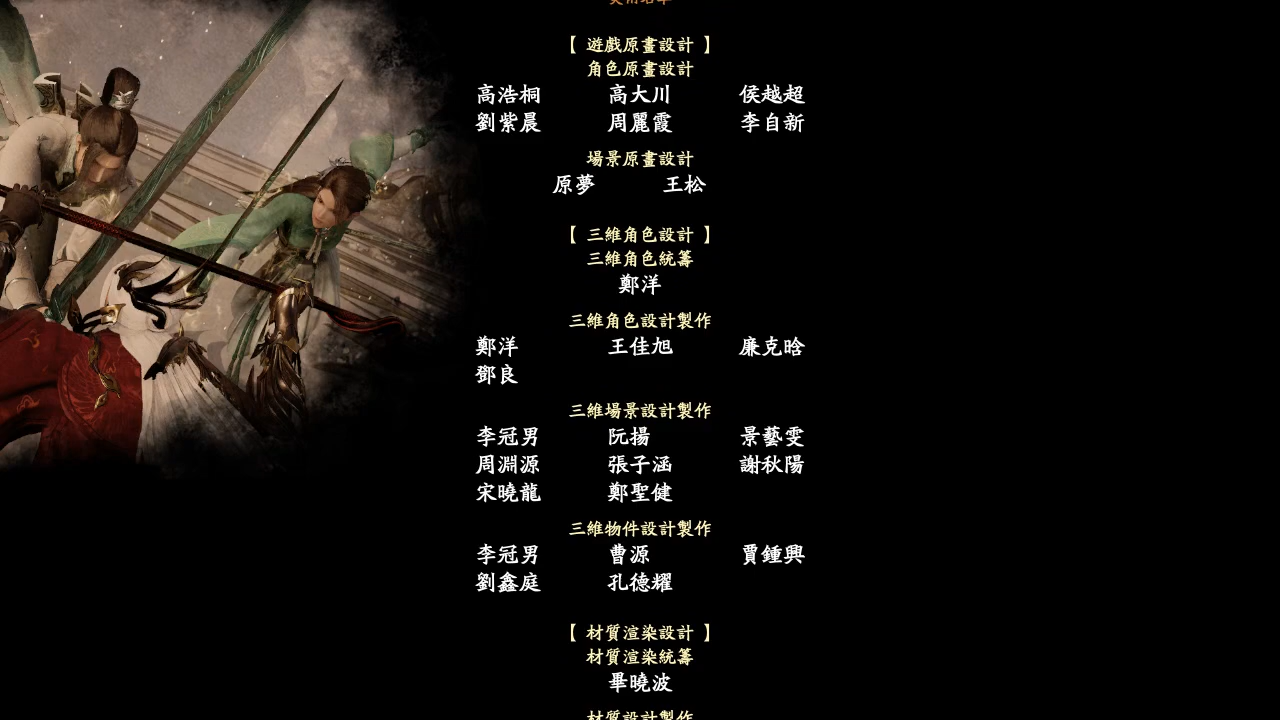 【 遊戲原畫設計 】
角色原畫設計
高浩桐 高大川 侯越超
劉紫晨 周麗霞 李自新
場景原畫設計
原夢 王松
【 三維角色設計 】
三維角色統籌
鄭洋
三維角色設計製作
鄭洋 王佳旭 廉克晗
鄧良
三維場景設計製作
李冠男 阮揚 景藝雯
周淵源 張子涵 謝秋陽
宋曉龍 鄭聖健
三維物件設計製作
李冠男 曹源 賈鍾興
劉鑫庭 孔德耀
【 材質渲染設計 】
材質渲染統籌
畢曉波
材質設計製作